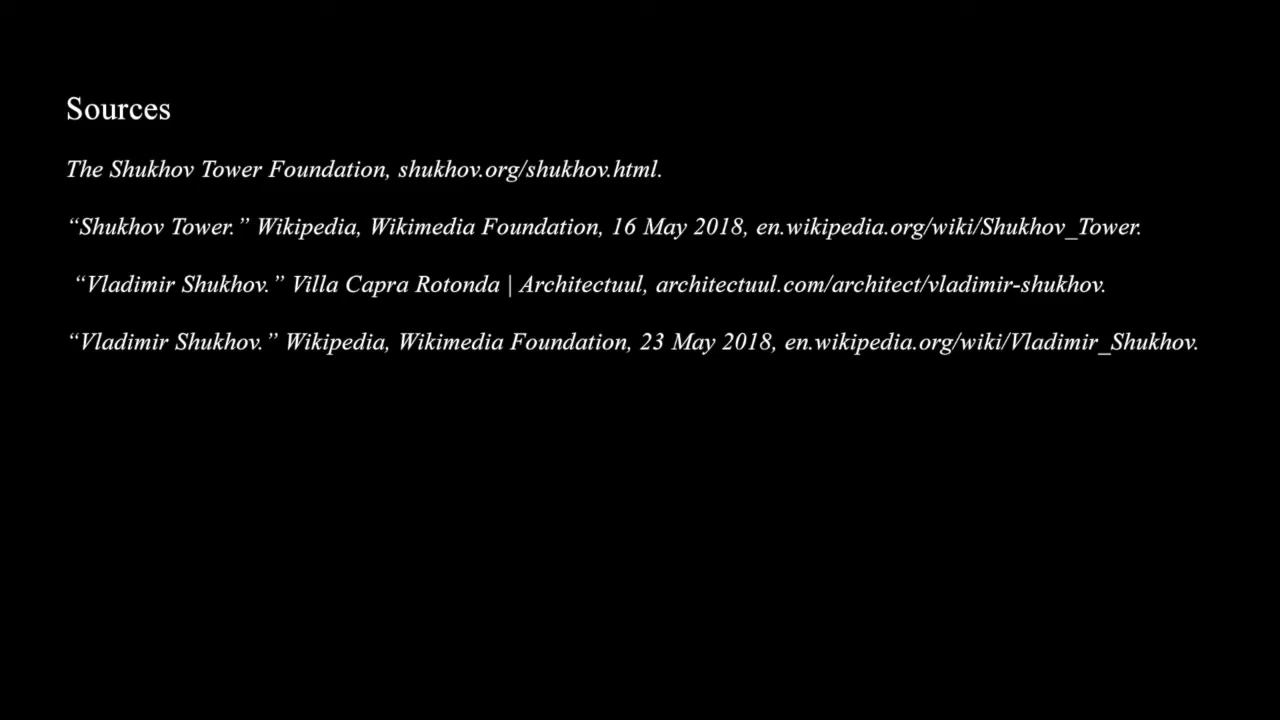 Sources
The Shukhov Tower Foundation, shukhov.org/shukhov.html.
“Shukhov Tower.” Wikipedia, Wikimedia Foundation, 16 May 2018, en.wikipedia.org/wiki/Shukhov_Tower.
“Vladimir Shukhov.” Villa Capra Rotonda | Architectuul, architectuul.com/architect/vladimir-shukhov.
“Vladimir Shukhov.” Wikipedia, Wikimedia Foundation, 23 May 2018, en.wikipedia.org/wiki/Vladimir_Shukhov.